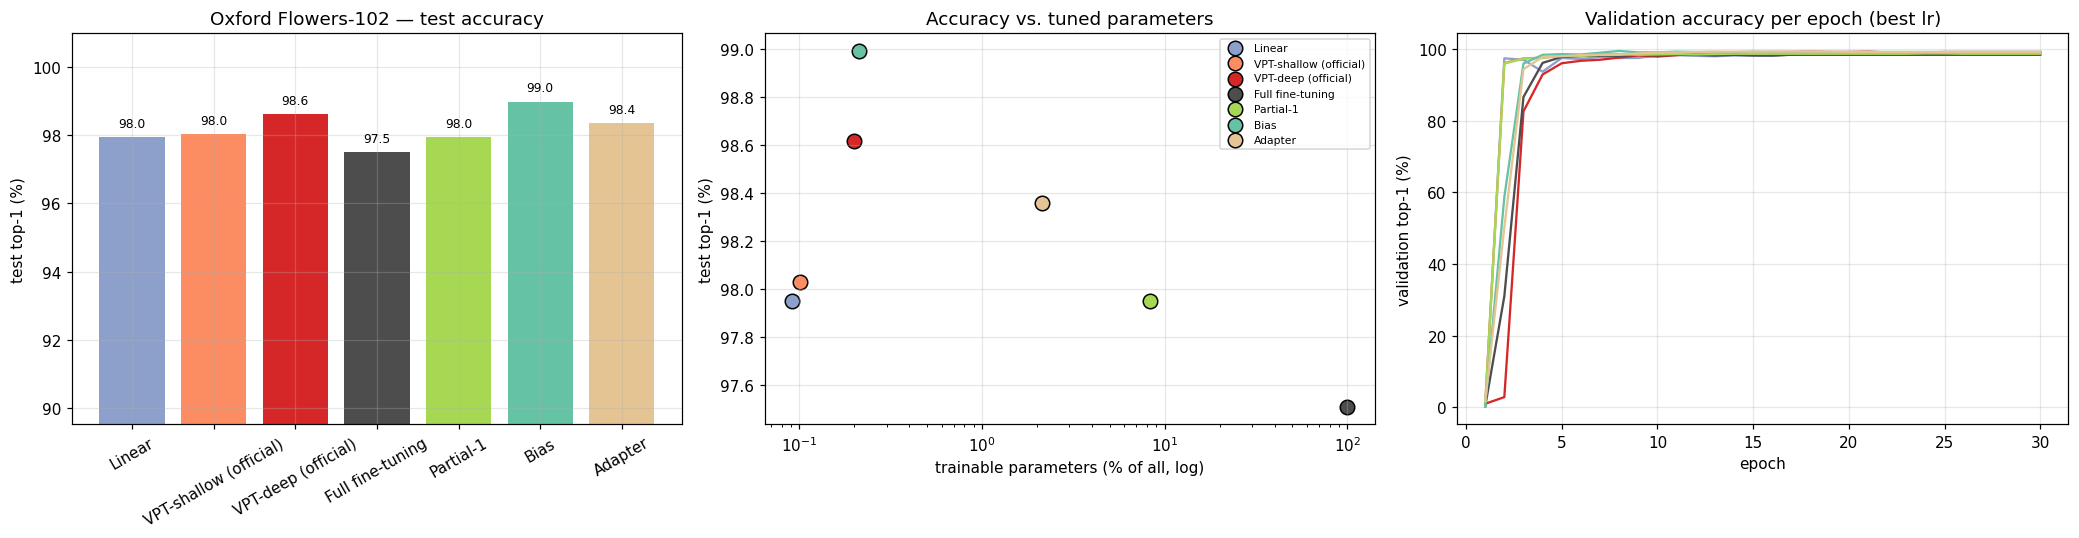 Oxford Flowers-102 — test accuracy
test top-1 (%)
100
98
96
94
92
90
98.0
98.0
98.6
97.5
98.0
99.0
98.4
Linear
VPT-shallow (official)
VPT-deep (official)
Full fine-tuning
Partial-1
Bias
Adapter
Accuracy vs. tuned parameters
test top-1 (%)
99.0
98.8
98.6
98.4
98.2
98.0
97.8
97.6
Linear
VPT-shallow (official)
VPT-deep (official)
Full fine-tuning
Partial-1
Bias
Adapter
10⁻¹
10⁰
10¹
10²
trainable parameters (% of all, log)
Validation accuracy per epoch (best lr)
validation top-1 (%)
100
80
60
40
20
0
0
5
10
15
20
25
30
epoch